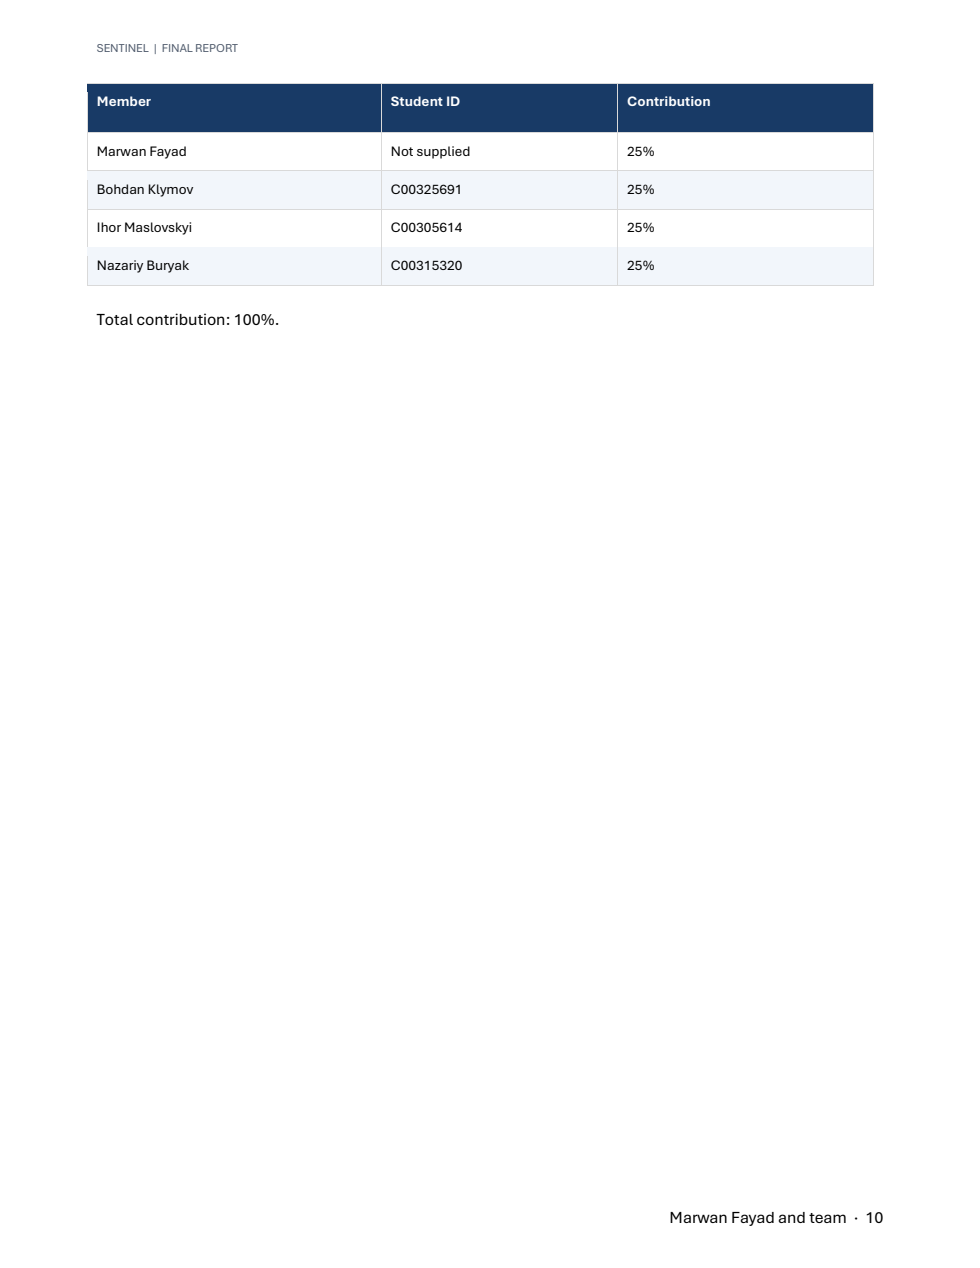 SENTINEL | FINAL REPORT
Member Student ID Contribution
Marwan Fayad Not supplied 25%
Bohdan Klymov C00325691 25%
Ihor Maslovskyi C00305614 25%
Nazariy Buryak C00315320 25%
Total contribution: 100%.
Marwan Fayad and team · 10